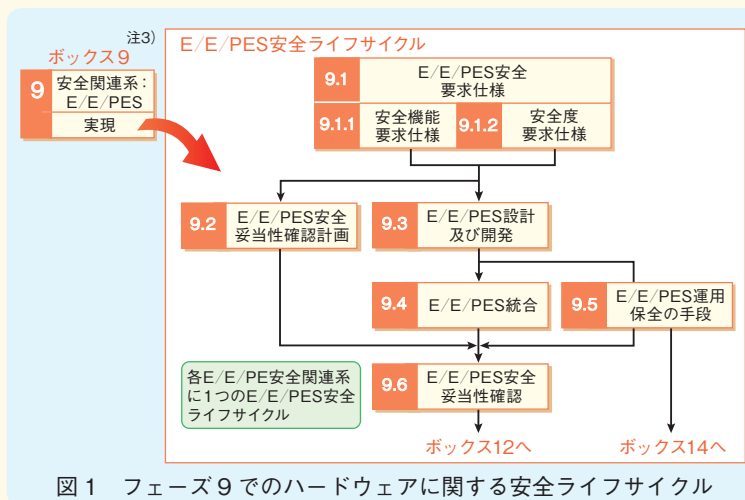 注3)
ボックス9
9
安全関連系：
E/E/PES
実現
E/E/PES安全ライフサイクル
9.1
E/E/PES安全
要求仕様
9.1.1
安全機能
要求仕様
9.1.2
安全度
要求仕様
9.2
E/E/PES安全
妥当性確認計画
9.3
E/E/PES設計
及び開発
9.4
E/E/PES統合
9.5
E/E/PES運用
保全の手段
各E/E/PE安全関連系
に1つのE/E/PES安全
ライフサイクル
9.6
E/E/PES安全
妥当性確認
ボックス12へ
ボックス14へ
図1　フェーズ9でのハードウェアに関する安全ライフサイクル